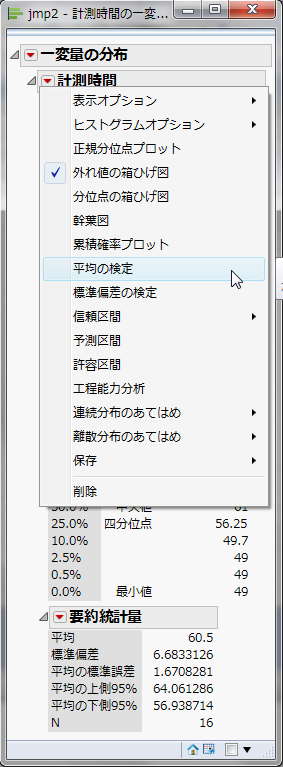 jmp2 - 計測時間の一変...
一変量の分布
計測時間
表示オプション
ヒストグラムオプション
正規分位点プロット
外れ値の箱ひげ図
分位点の箱ひげ図
幹葉図
累積確率プロット
平均の検定
標準偏差の検定
信頼区間
予測区間
許容区間
工程能力分析
連続分布のあてはめ
離散分布のあてはめ
保存
削除
25.0% 四分位点 56.25
10.0% 49.7
2.5% 49
0.5% 49
0.0% 最小値 49
要約統計量
平均 60.5
標準偏差 6.6833126
平均の標準誤差 1.6708281
平均の上側95% 64.061286
平均の下側95% 56.938714
N 16